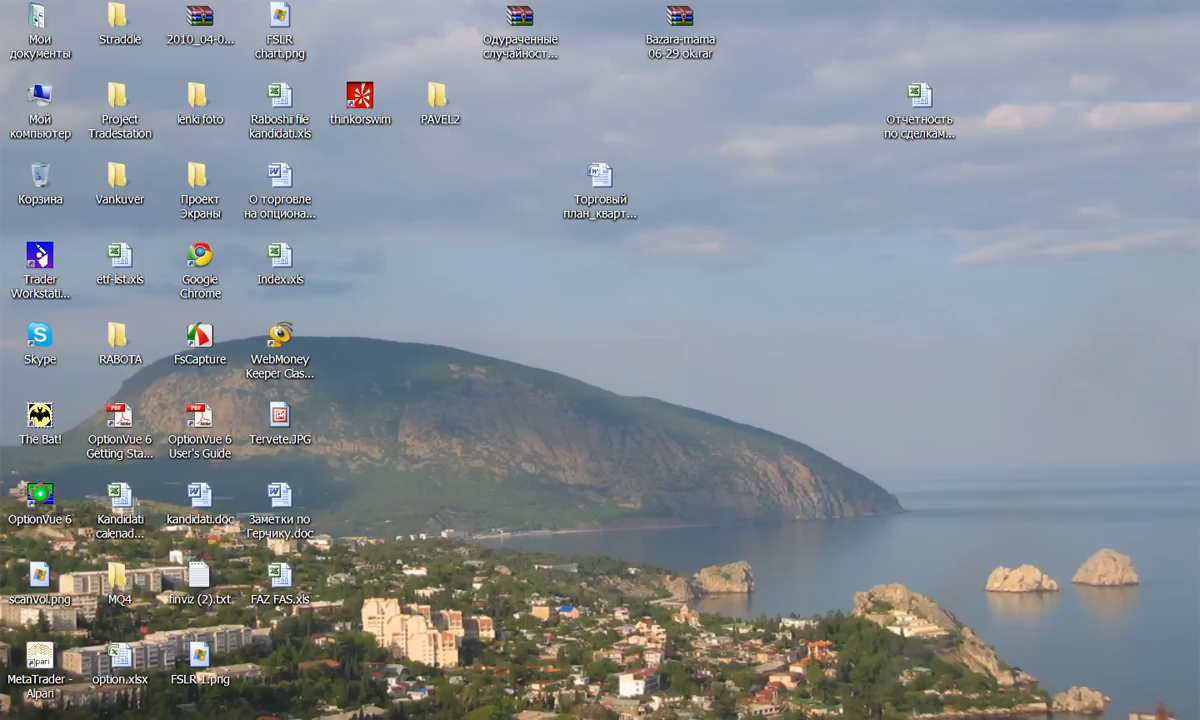 Мои
документы
Straddle
2010_04-0...
FSLR
chart.png
Одураченные
случайност...
Bazara-mama
06-29 ok.rar
Мой
компьютер
Project
Tradestation
lenki foto
Raboshii file
kandidati.xls
thinkorswim
PAVEL2
Отчетность
по сделкам...
Корзина
Vankuver
Проект
Экраны
О торговле
на опциона...
Торговый
план_кварт...
Trader
Workstati...
etf-list.xls
Google
Chrome
Index.xls
Skype
RABOTA
FsCapture
WebMoney
Keeper Clas...
The Bat!
OptionVue 6
Getting Sta...
OptionVue 6
User's Guide
Tervete.JPG
OptionVue 6
Kandidati
calenad...
kandidati.doc
Заметки по
Герчику.doc
scanvol.png
MQ4
finviz (2).txt
FAZ FAS.xls
Alpari
MetaTrader -
Alpari
option.xlsx
FSLR 1.png